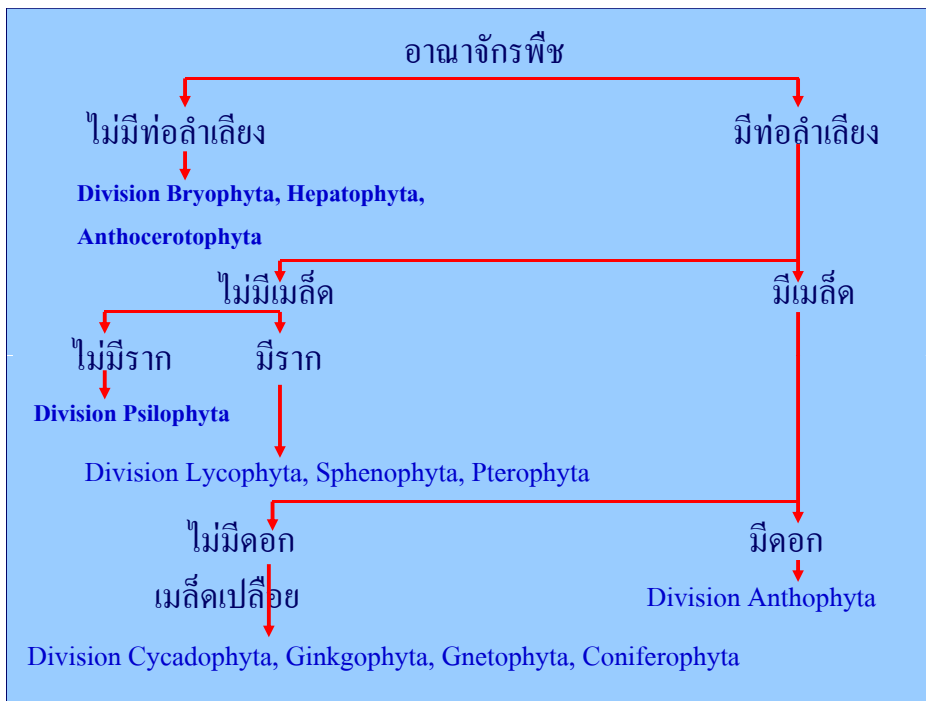 อาณาจักรพืช
ไม่มีท่อลำเลียง มีท่อลำเลียง
Division Bryophyta, Hepatophyta,
Anthocerotophyta
ไม่มีเมล็ด มีเมล็ด
ไม่มีราก มีราก
Division Psilophyta
Division Lycophyta, Sphenophyta, Pterophyta
ไม่มีดอก มีดอก
เมล็ดเปลือย Division Anthophyta
Division Cycadophyta, Ginkgophyta, Gnetophyta, Coniferophyta